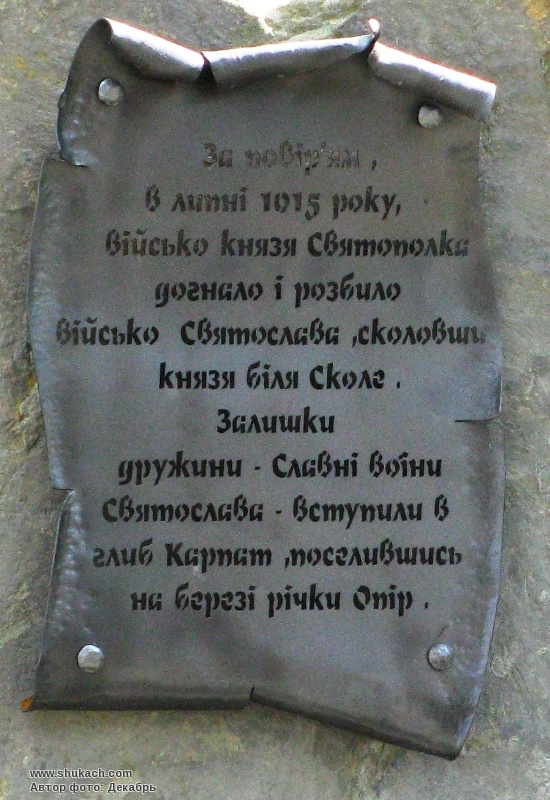 За повір'ям ,
в липні 1015 року,
військо князя Святополка
догнало і розбило
військо Святослава ,сколовши
князя біля Сколе .
Залишки
дружини - Славні воїни
Святослава - вступили в
глиб Карпат ,поселившись
на березі річки Опір .
www.shukach.com
Автор фото: Декабрь